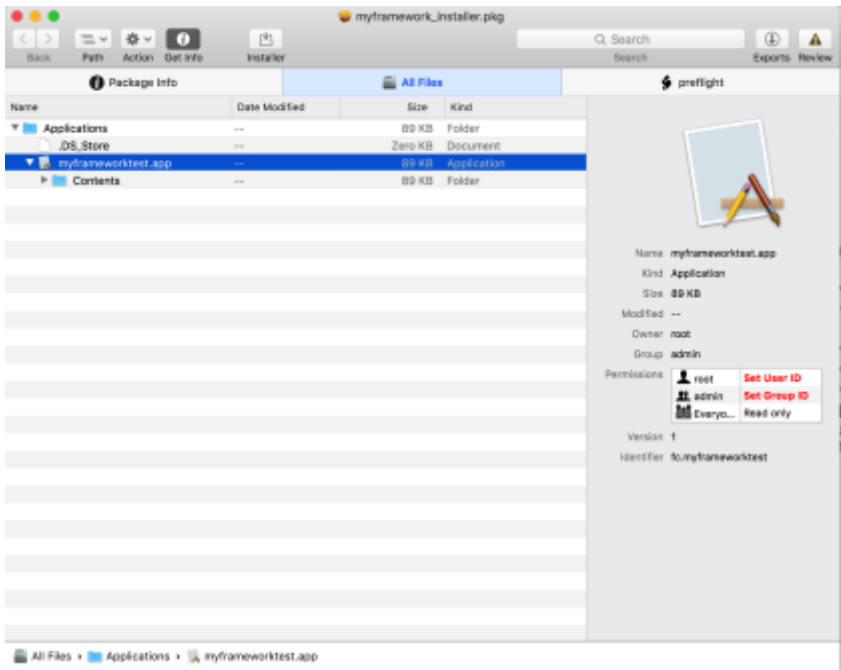 myframework_installer.pkg
Search
Back Path Action Get Info Installer Search Exports Review
Package Info All Files preflight
Name Date Modified Size Kind
Applications -- 89 KB Folder
.DS_Store -- Zero KB Document
myframeworktest.app -- 89 KB Application
Contents -- 89 KB Folder
Name myframeworktest.app
Kind Application
Size 89 KB
Modified --
Owner root
Group admin
Permissions root Set User ID
admin Set Group ID
Everyo... Read only
Version 1
Identifier fc.myframeworktest
All Files › Applications › myframeworktest.app